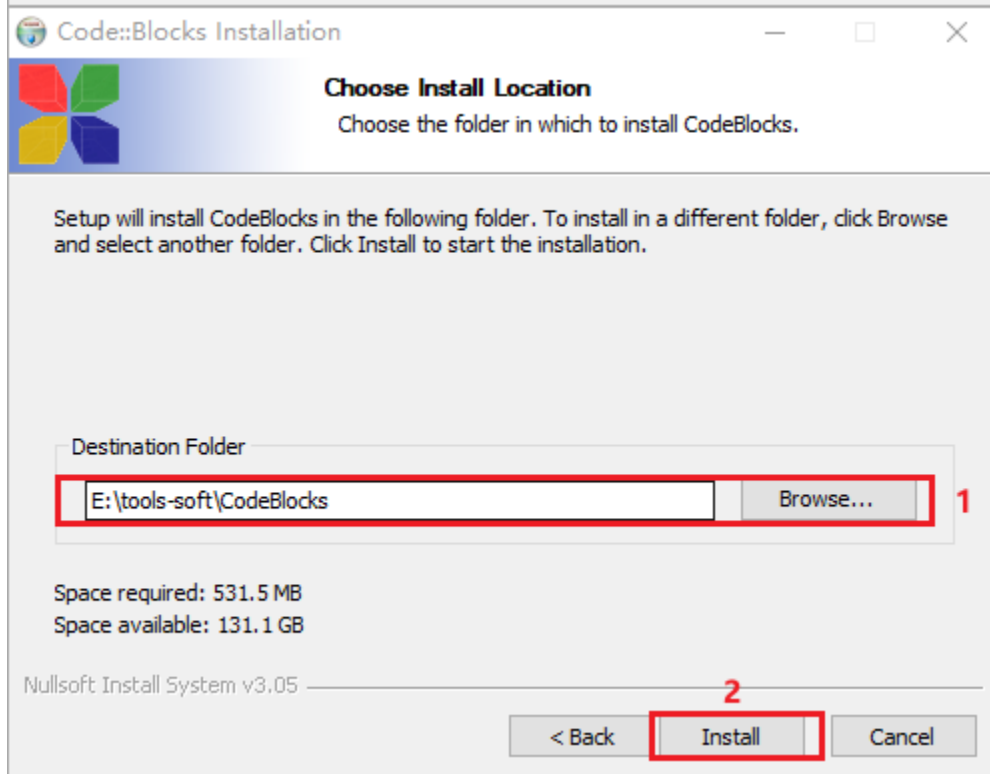 Code::Blocks Installation
Choose Install Location
Choose the folder in which to install CodeBlocks.
Setup will install CodeBlocks in the following folder. To install in a different folder, click Browse
and select another folder. Click Install to start the installation.
Destination Folder
E:\tools-soft\CodeBlocks
Browse...
1
Space required: 531.5 MB
Space available: 131.1 GB
Nullsoft Install System v3.05
2
< Back
Install
Cancel